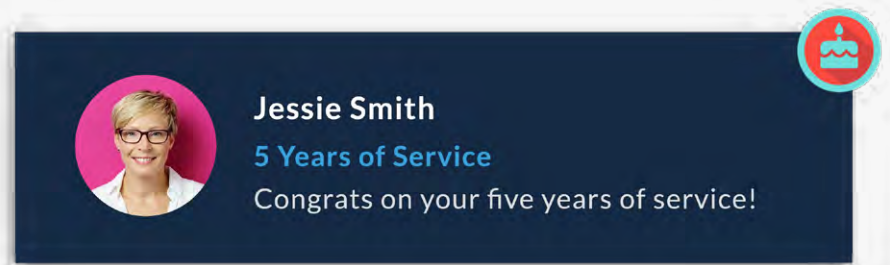 Jessie Smith
5 Years of Service
Congrats on your five years of service!